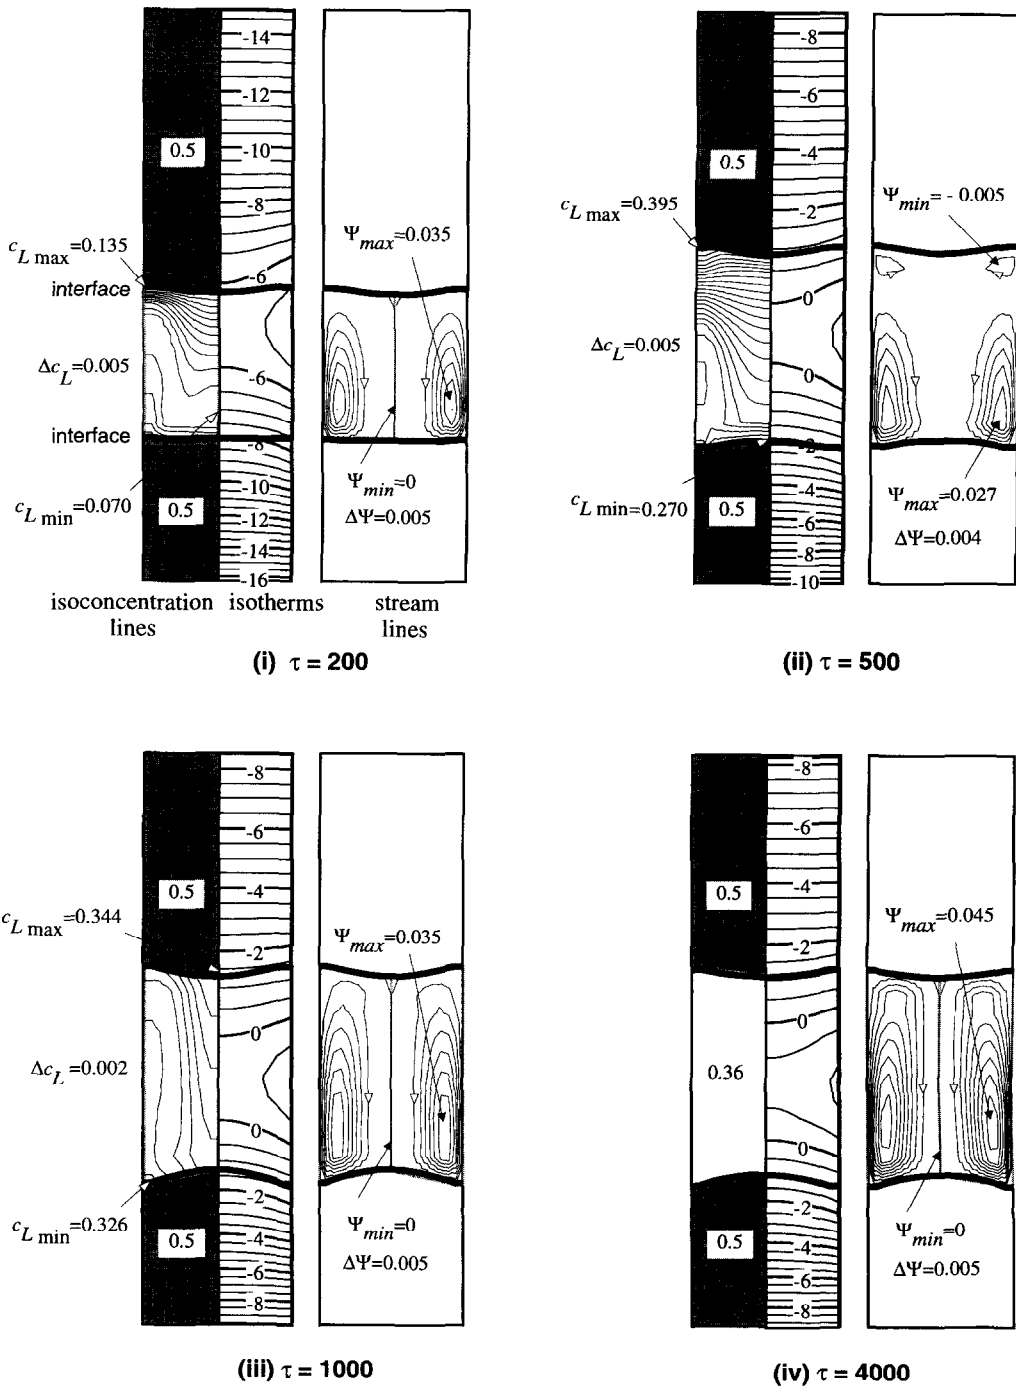 -14
-12
0.5
-10
-8
c_L max=0.135
-6
interface
Ψ_max=0.035
Δc_L=0.005
-6
interface
-8
c_L min=0.070
0.5
-10
-12
-14
-16
Ψ_min=0
ΔΨ=0.005
isoconcentration lines
isotherms
stream lines
(i) τ = 200
-8
-6
-4
0.5
-2
c_L max=0.395
Ψ_min= - 0.005
0
Δc_L=0.005
0
-2
c_L min=0.270
0.5
-4
-6
-8
-10
Ψ_max=0.027
ΔΨ=0.004
(ii) τ = 500
-8
-6
0.5
-4
c_L max=0.344
-2
Ψ_max=0.035
0
Δc_L=0.002
0
c_L min=0.326
-2
0.5
-4
-6
-8
Ψ_min=0
ΔΨ=0.005
(iii) τ = 1000
-8
-6
0.5
-4
-2
Ψ_max=0.045
0
0.36
0
-2
0.5
-4
-6
-8
Ψ_min=0
ΔΨ=0.005
(iv) τ = 4000